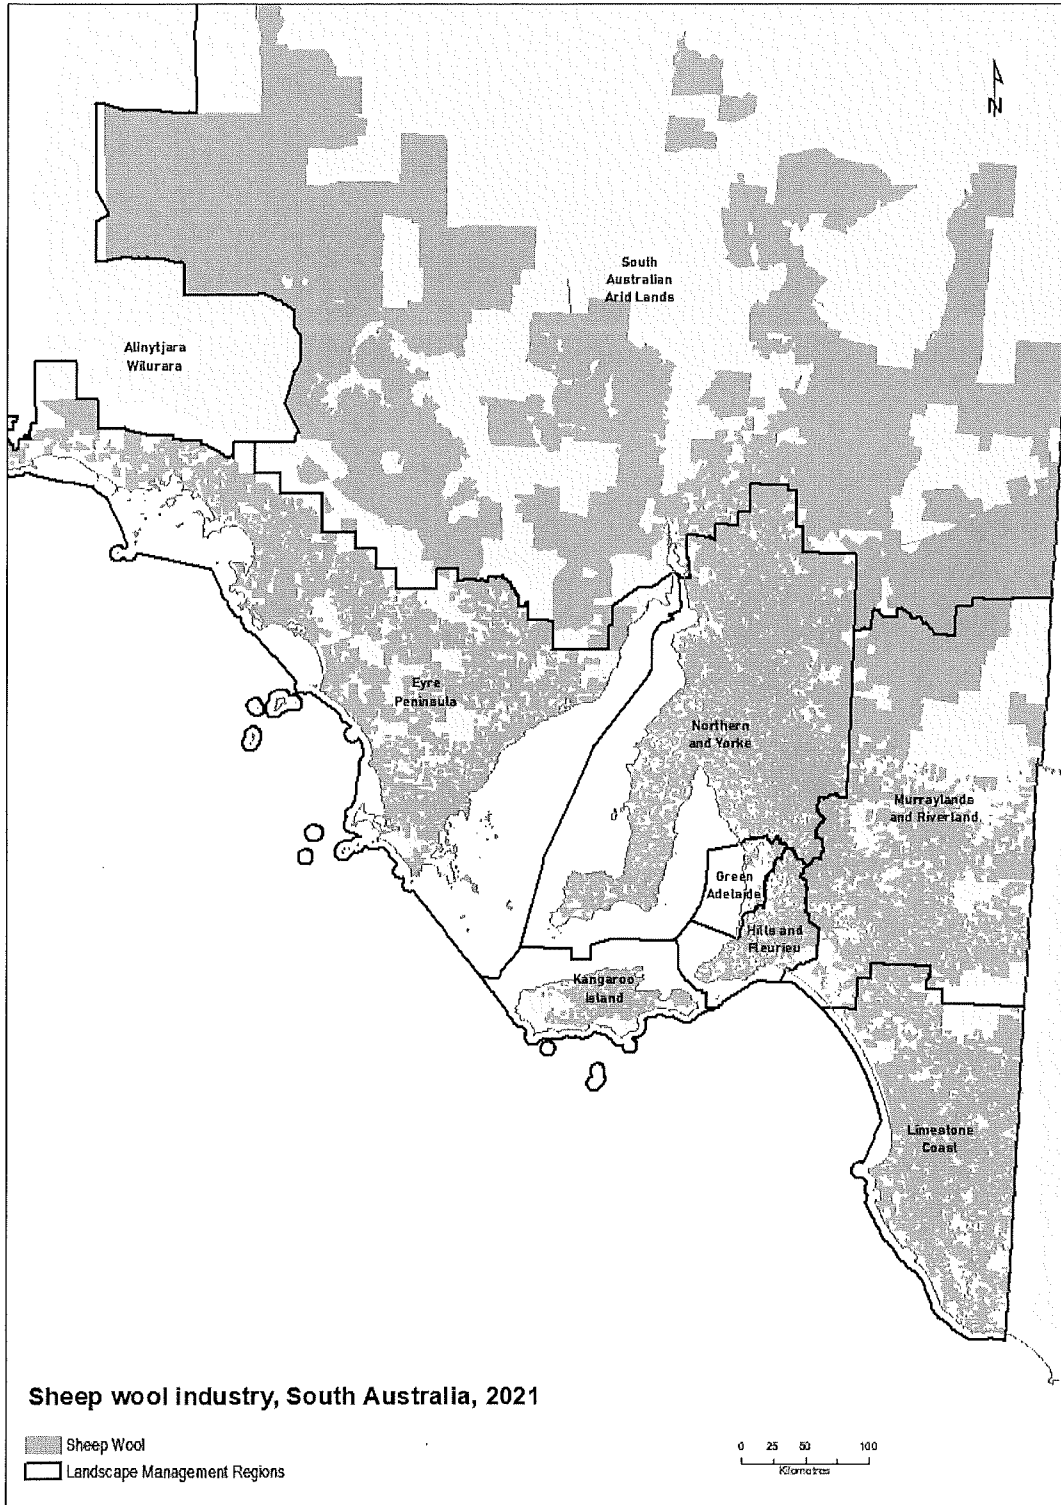 N
South
Australian
Arid Lands
Alinytjara
Wilurara
Eyre
Peninsula
Northern
and Yorke
Murraylands
and Riverland
Green
Adelaide
Hills and
Fleurieu
Kangaroo
Island
Limestone
Coast
Sheep wool industry, South Australia, 2021
Sheep Wool
Landscape Management Regions
0 25 50 100
Kilometres